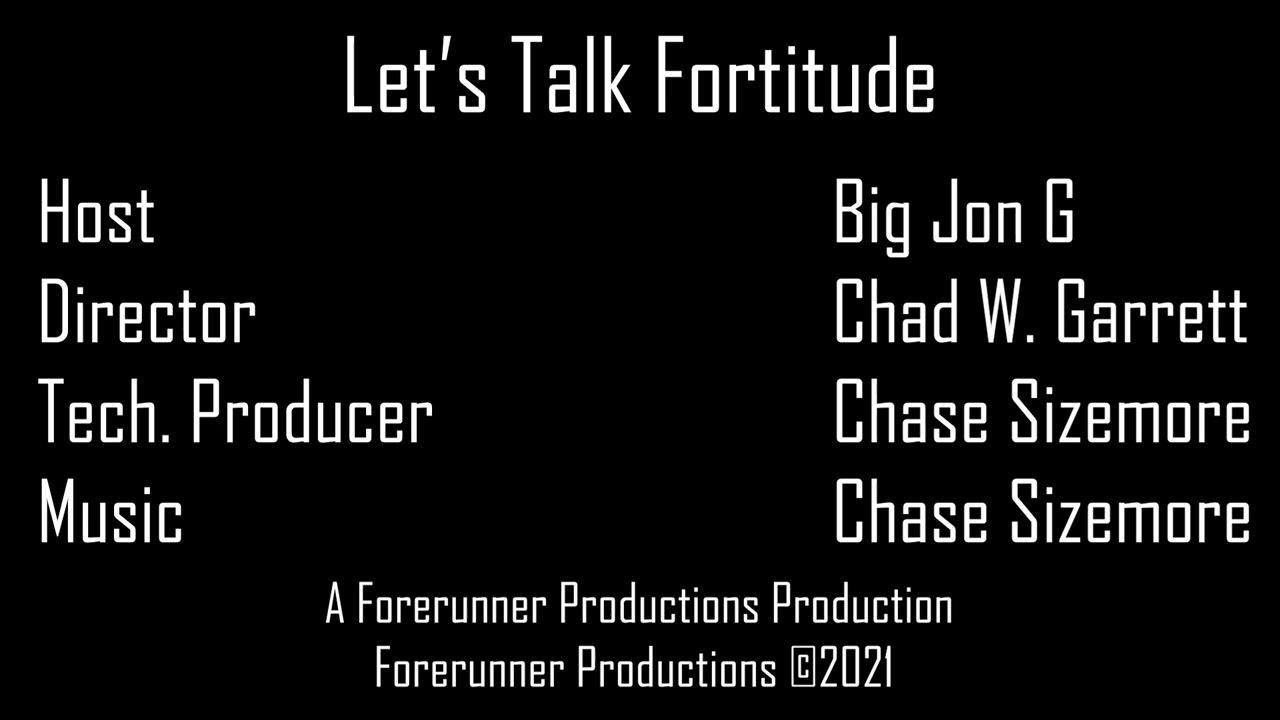 Let's Talk Fortitude
Host Big Jon G
Director Chad W. Garrett
Tech. Producer Chase Sizemore
Music Chase Sizemore
A Forerunner Productions Production
Forerunner Productions ©2021